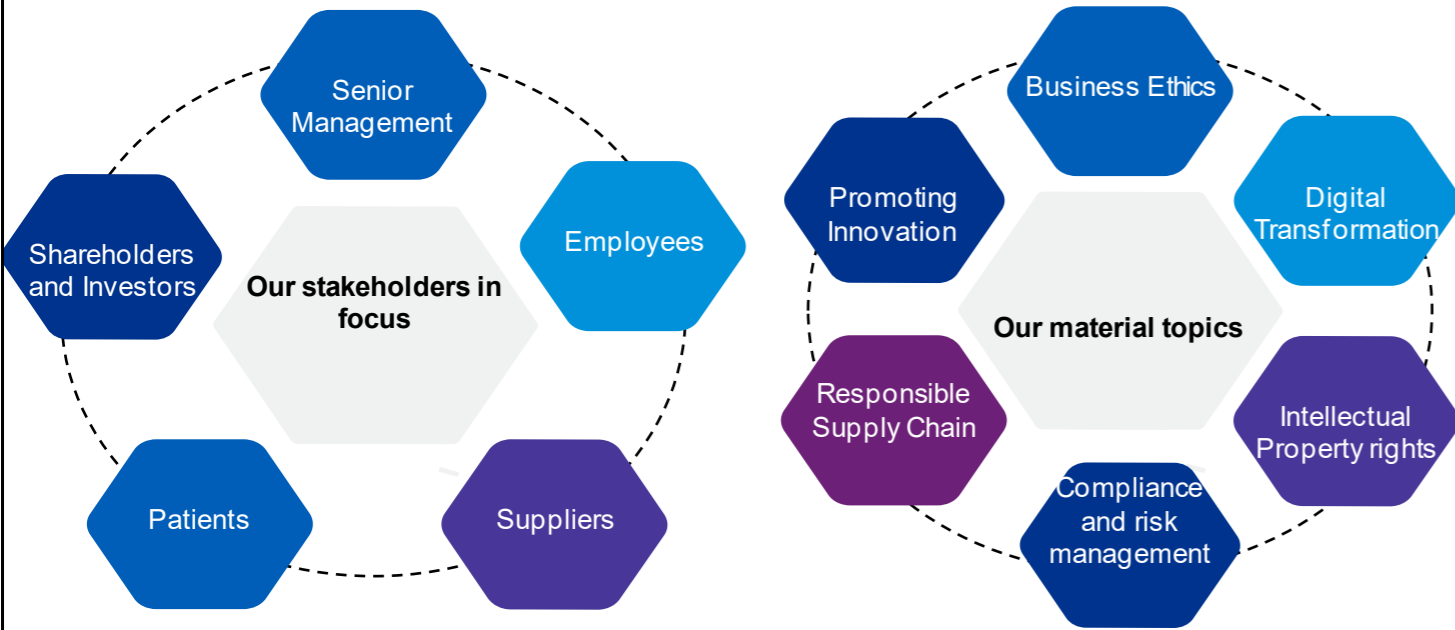 Senior
Management
Employees
Suppliers
Patients
Shareholders
and Investors
Our stakeholders in
focus
Business Ethics
Digital
Transformation
Intellectual
Property rights
Compliance
and risk
management
Responsible
Supply Chain
Promoting
Innovation
Our material topics